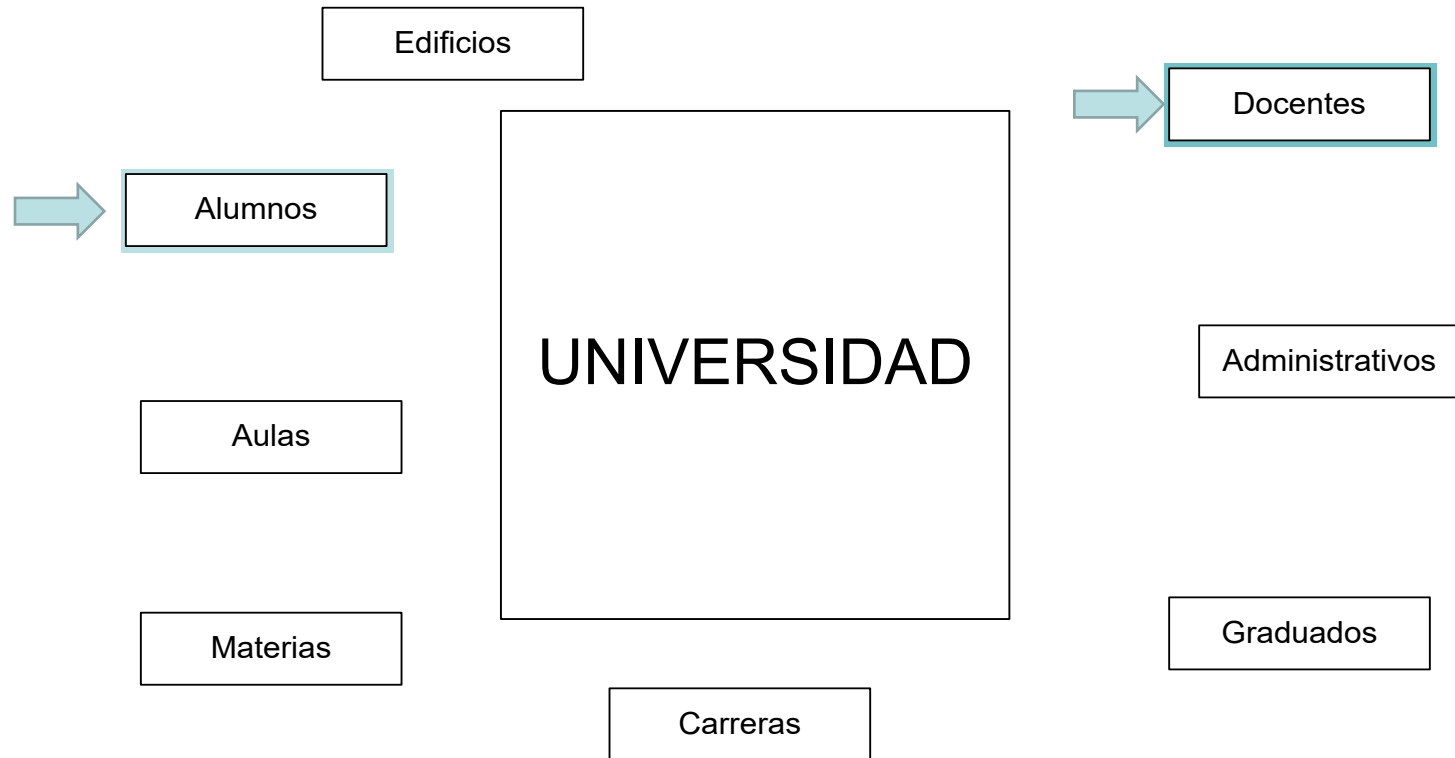 Edificios
Docentes
Alumnos
UNIVERSIDAD
Administrativos
Aulas
Graduados
Materias
Carreras